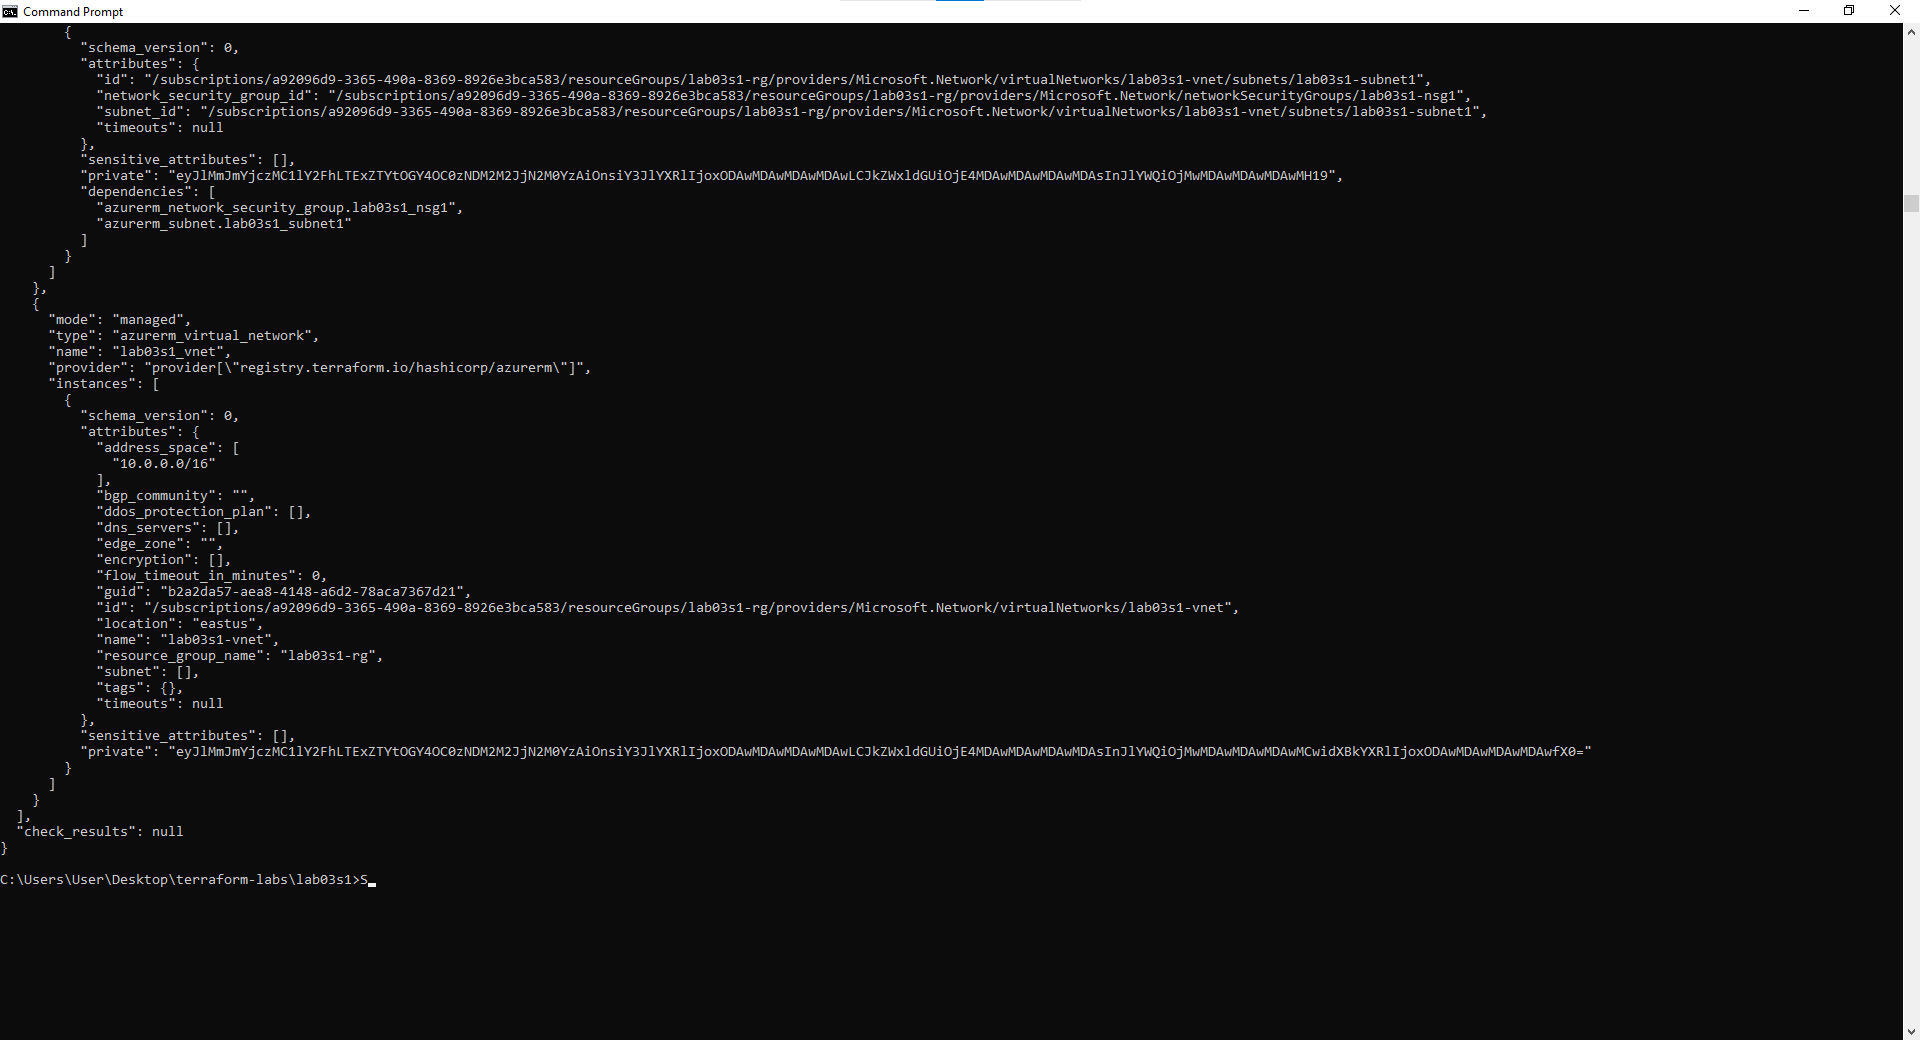 Command Prompt
{
"schema_version": 0,
"attributes": {
"id": "/subscriptions/a92096d9-3365-490a-8369-8926e3bca583/resourceGroups/lab03s1-rg/providers/Microsoft.Network/virtualNetworks/lab03s1-vnet/subnets/lab03s1-subnet1",
"network_security_group_id": "/subscriptions/a92096d9-3365-490a-8369-8926e3bca583/resourceGroups/lab03s1-rg/providers/Microsoft.Network/networkSecurityGroups/lab03s1-nsg1",
"subnet_id": "/subscriptions/a92096d9-3365-490a-8369-8926e3bca583/resourceGroups/lab03s1-rg/providers/Microsoft.Network/virtualNetworks/lab03s1-vnet/subnets/lab03s1-subnet1",
"timeouts": null
},
"sensitive_attributes": [],
"private": "eyJlMmJmYjczMC1lY2FhLTExZTYtOGY4OC0zNDM2M2JjN2M0YzAiOnsiY3JlYXRlIjoxODAwMDAwMDAwMDAwLCJkZWxldGUiOjE4MDAwMDAwMDAwMDAsInJlYWQiOjMwMDAwMDAwMDAwMH19",
"dependencies": [
"azurerm_network_security_group.lab03s1_nsg1",
"azurerm_subnet.lab03s1_subnet1"
]
}
]
},
{
"mode": "managed",
"type": "azurerm_virtual_network",
"name": "lab03s1_vnet",
"provider": "provider[\"registry.terraform.io/hashicorp/azurerm\"]",
"instances": [
{
"schema_version": 0,
"attributes": {
"address_space": [
"10.0.0.0/16"
],
"bgp_community": "",
"ddos_protection_plan": [],
"dns_servers": [],
"edge_zone": "",
"encryption": [],
"flow_timeout_in_minutes": 0,
"guid": "b2a2da57-aea8-4148-a6d2-78aca7367d21",
"id": "/subscriptions/a92096d9-3365-490a-8369-8926e3bca583/resourceGroups/lab03s1-rg/providers/Microsoft.Network/virtualNetworks/lab03s1-vnet",
"location": "eastus",
"name": "lab03s1-vnet",
"resource_group_name": "lab03s1-rg",
"subnet": [],
"tags": {},
"timeouts": null
},
"sensitive_attributes": [],
"private": "eyJlMmJmYjczMC1lY2FhLTExZTYtOGY4OC0zNDM2M2JjN2M0YzAiOnsiY3JlYXRlIjoxODAwMDAwMDAwMDAwLCJkZWxldGUiOjE4MDAwMDAwMDAwMDAsInJlYWQiOjMwMDAwMDAwMDAwMCwidXBkYXRlIjoxODAwMDAwMDAwMDAwfX0="
}
]
}
],
"check_results": null
}
C:\Users\User\Desktop\terraform-labs\lab03s1>S